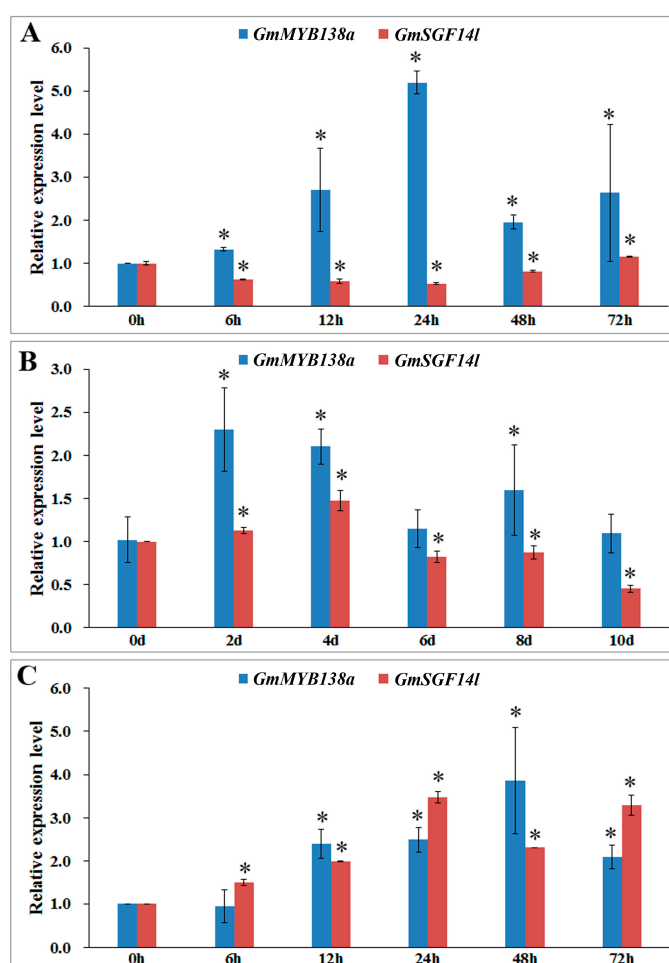 A
GmMYB138a GmSGF14l
Relative expression level
6.0
5.0
4.0
3.0
2.0
1.0
0.0
* * * * * * * * * *
0h 6h 12h 24h 48h 72h
B
GmMYB138a GmSGF14l
Relative expression level
3.0
2.5
2.0
1.5
1.0
0.5
0.0
* * * * * * * *
0d 2d 4d 6d 8d 10d
C
GmMYB138a GmSGF14l
Relative expression level
6.0
5.0
4.0
3.0
2.0
1.0
0.0
* * * * * * * * *
0h 6h 12h 24h 48h 72h